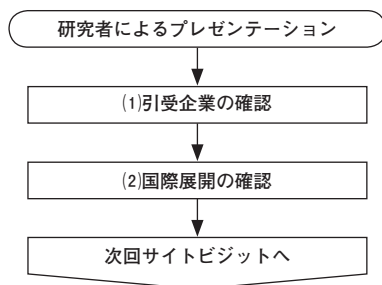 研究者によるプレゼンテーション
(1)引受企業の確認
(2)国際展開の確認
次回サイトビジットへ